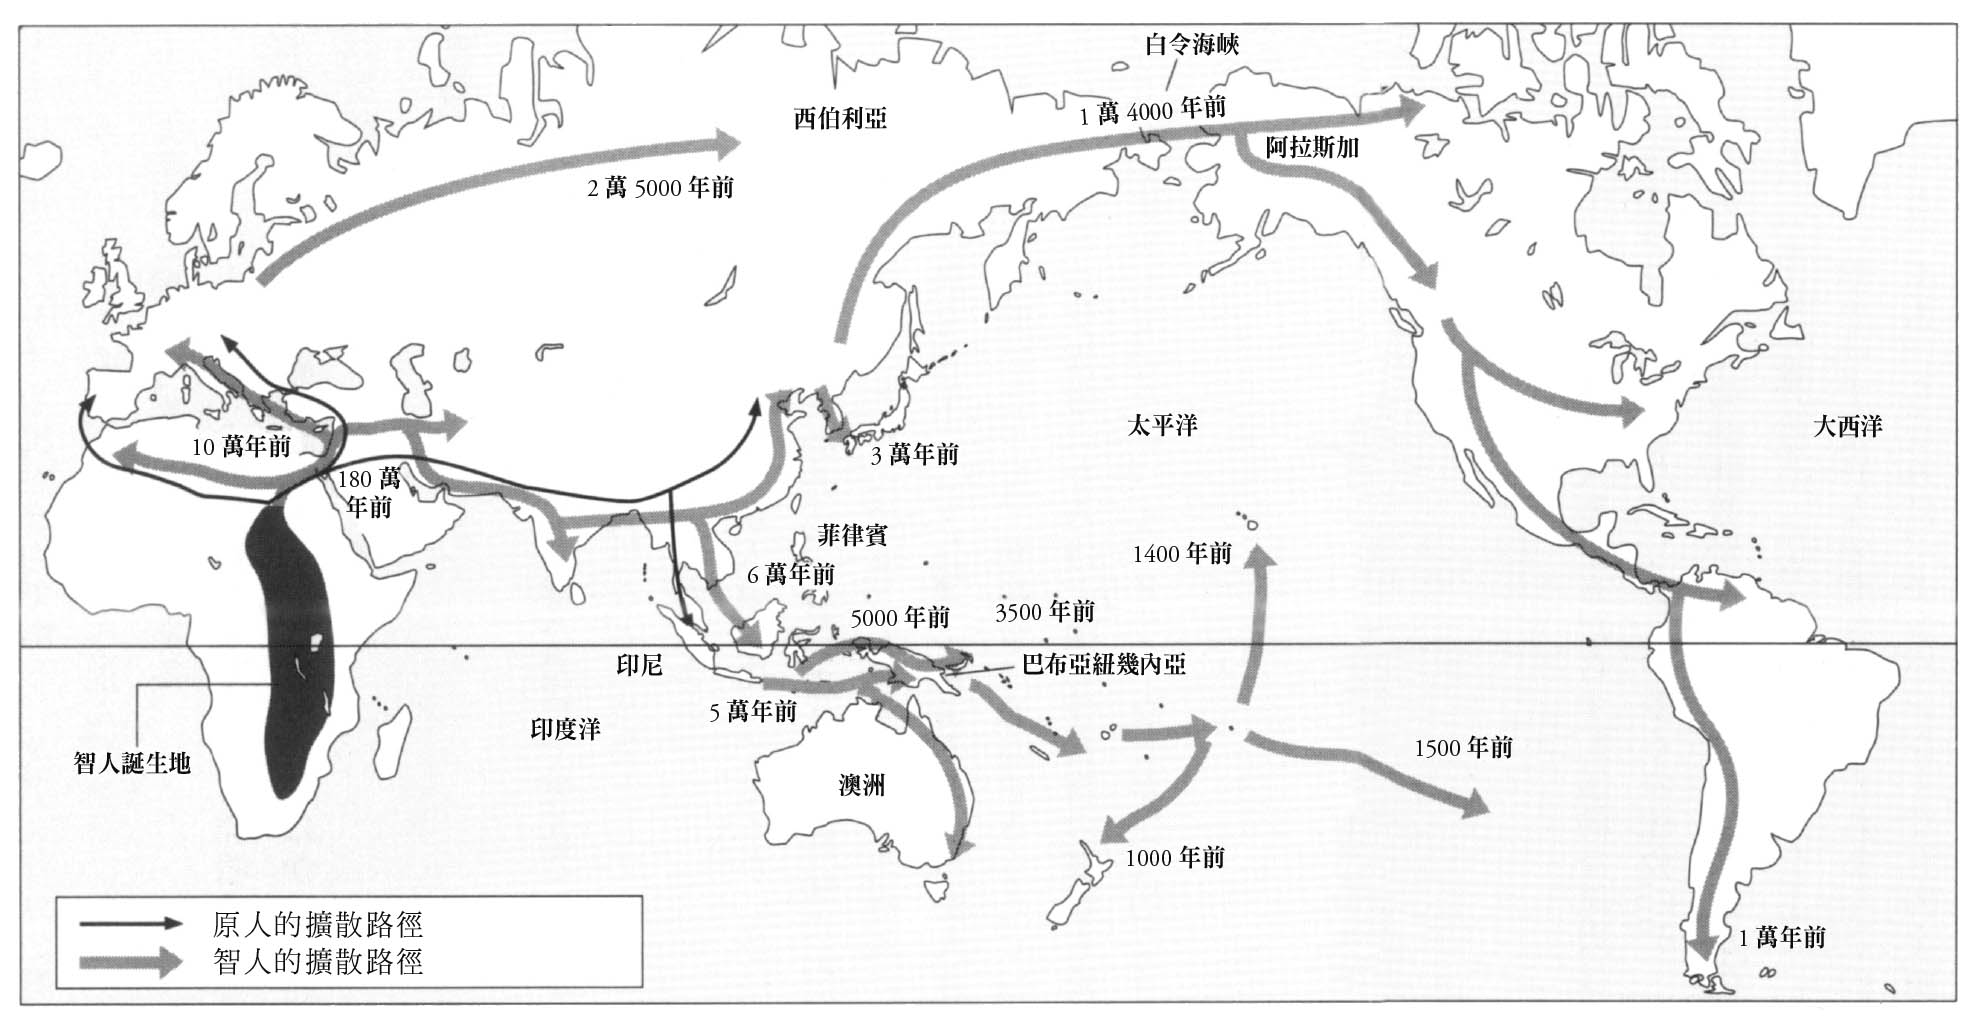 白令海峽
1 萬 4000 年前
西伯利亞
阿拉斯加
2 萬 5000 年前
太平洋
大西洋
10 萬年前
3 萬年前
180 萬
年前
菲律賓
1400 年前
6 萬年前
5000 年前
3500 年前
印尼
巴布亞紐幾內亞
5 萬年前
印度洋
1500 年前
智人誕生地
澳洲
1000 年前
1 萬年前
原人的擴散路徑
智人的擴散路徑